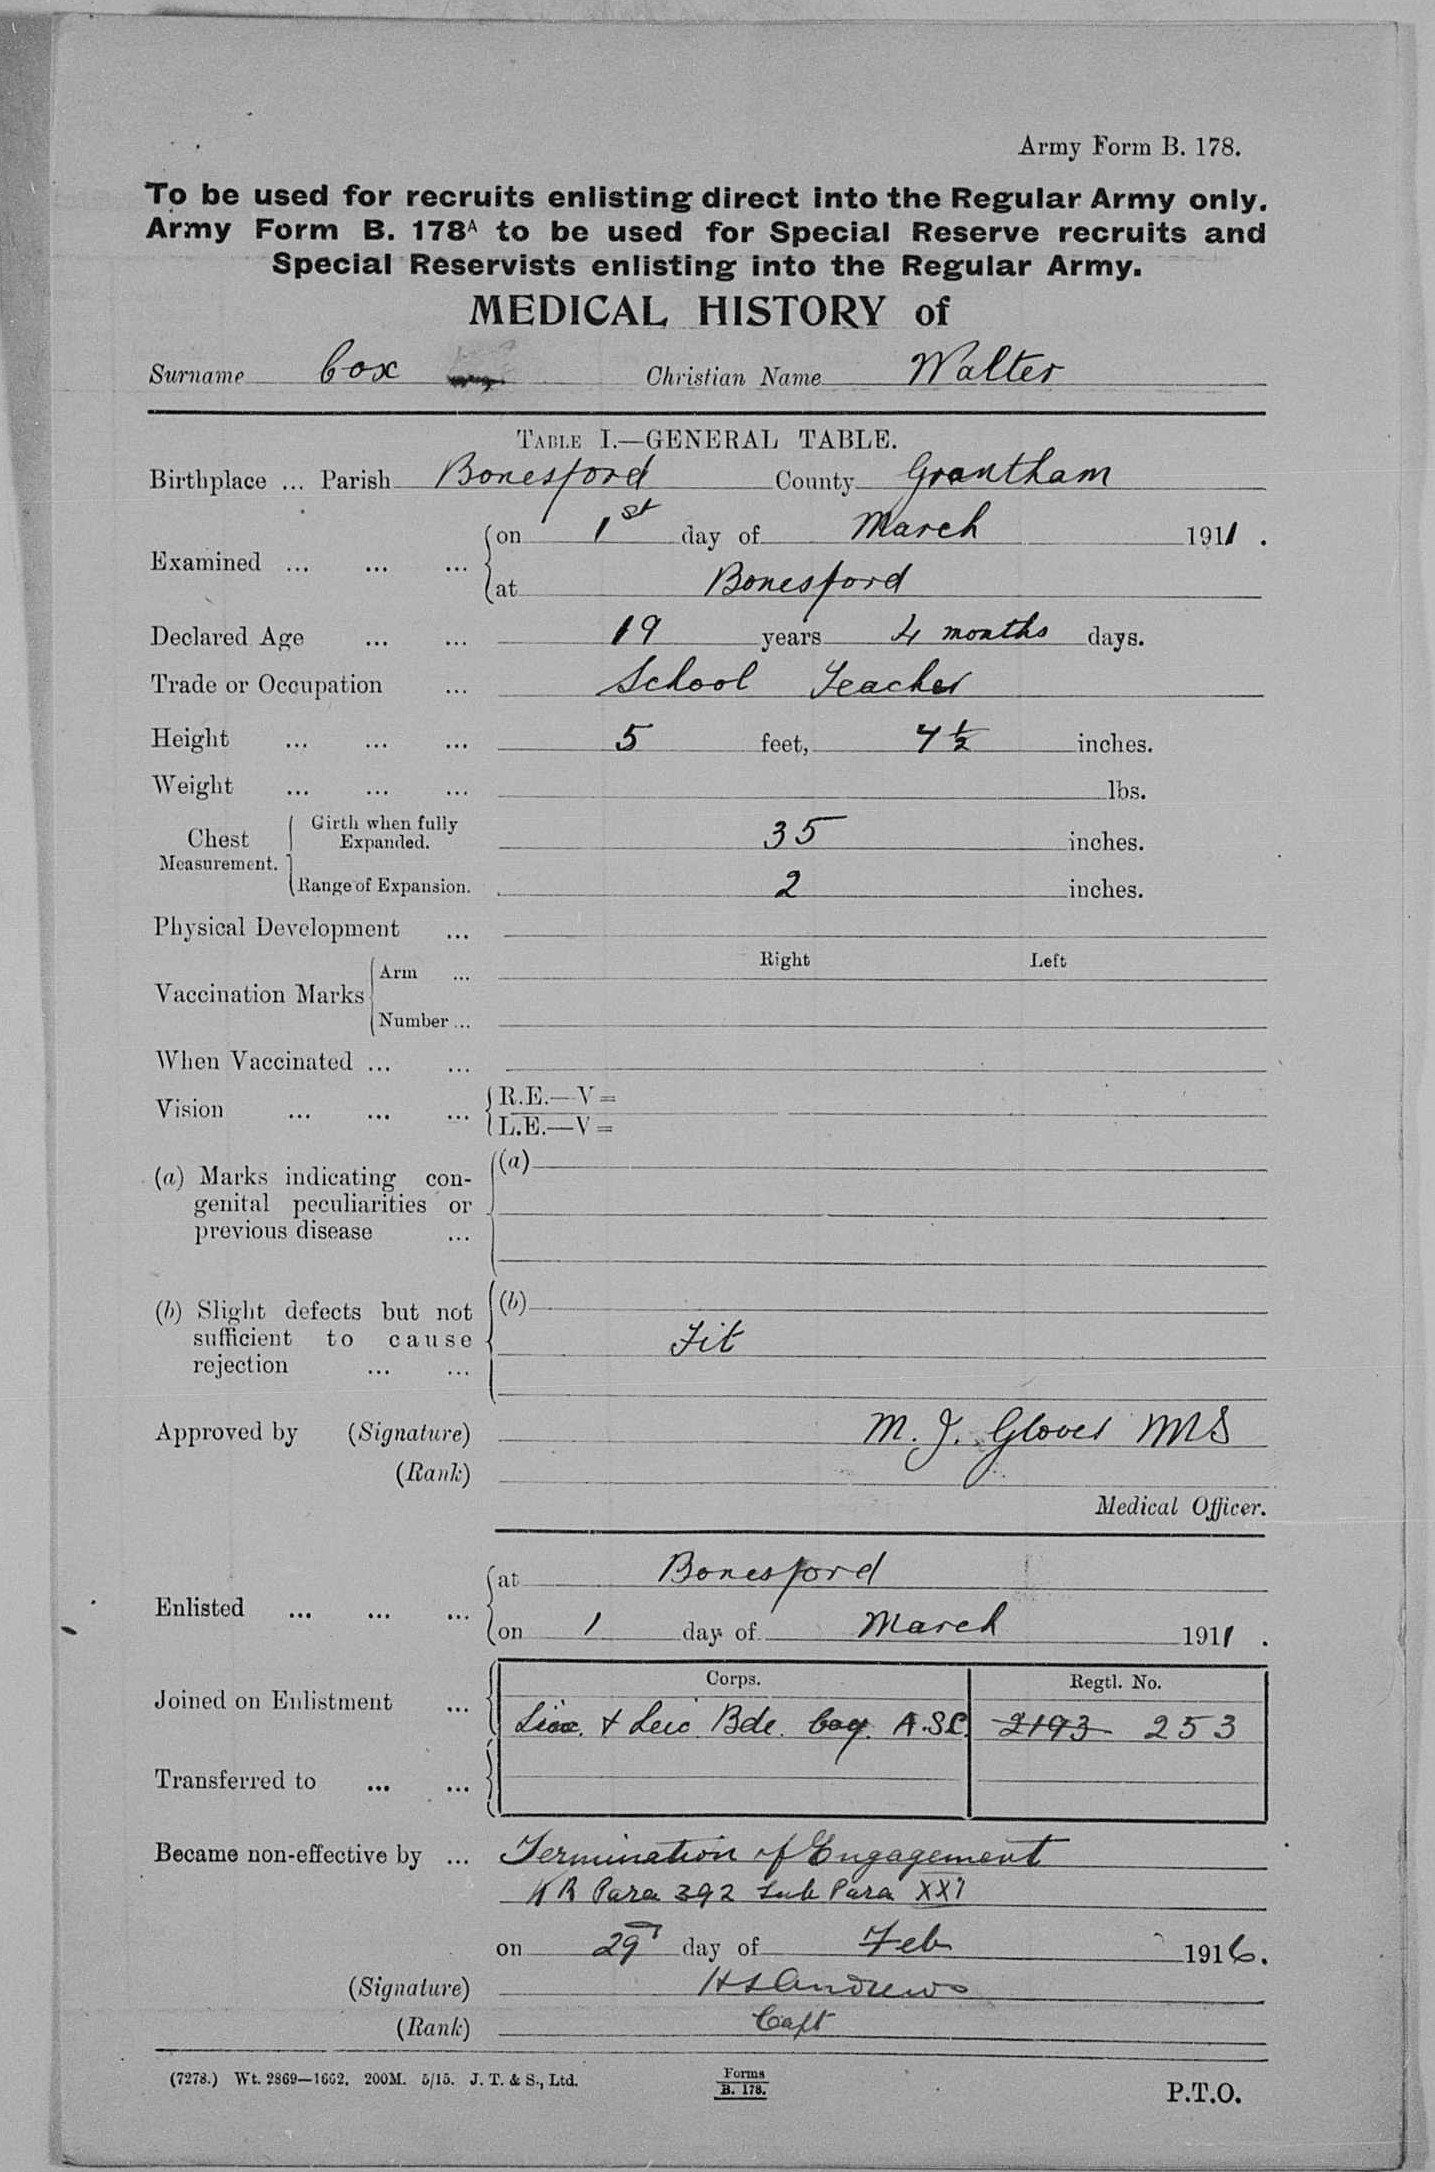 Army Form B. 178.
To be used for recruits enlisting direct into the Regular Army only.
Army Form B. 178A to be used for Special Reserve recruits and
Special Reservists enlisting into the Regular Army.
MEDICAL HISTORY of
Surname Cox Christian Name Walter
TABLE I.—GENERAL TABLE.
Birthplace ... Parish Bonesford County Grantham
Examined ... ... ... on 1st day of March 1911.
at Bonesford
Declared Age ... ... 19 years 4 months days.
Trade or Occupation ... School Teacher
Height ... ... ... 5 feet, 7 ½ inches.
Weight ... ... ... lbs.
Chest Measurement. Girth when fully Expanded. 35 inches.
Range of Expansion. 2 inches.
Physical Development ...
Right Left
Vaccination Marks Arm ...
Number ...
When Vaccinated ... ...
Vision ... ... ... R.E.—V =
L.E.—V =
(a) Marks indicating con- (a)
genital peculiarities or
previous disease ...
(b) Slight defects but not (b)
sufficient to cause Fit
rejection ... ...
Approved by (Signature) M. J. Glover MS
(Rank)
Medical Officer.
Enlisted ... ... ... at Bonesford
on 1 day of March 1911.
Corps. Regtl. No.
Joined on Enlistment ... Linc. & Leic Bde. Coy. A.S.C. 2193 253
Transferred to ... ...
Became non-effective by ... Termination of Engagement
KR Para 392 Sub Para XXI
on 29 day of Feb 1916.
(Signature) HS Andrews
(Rank) Capt
(7278.) Wt. 2869—1662. 200M. 5/15. J. T. & S., Ltd. Forms
B. 178. P.T.O.